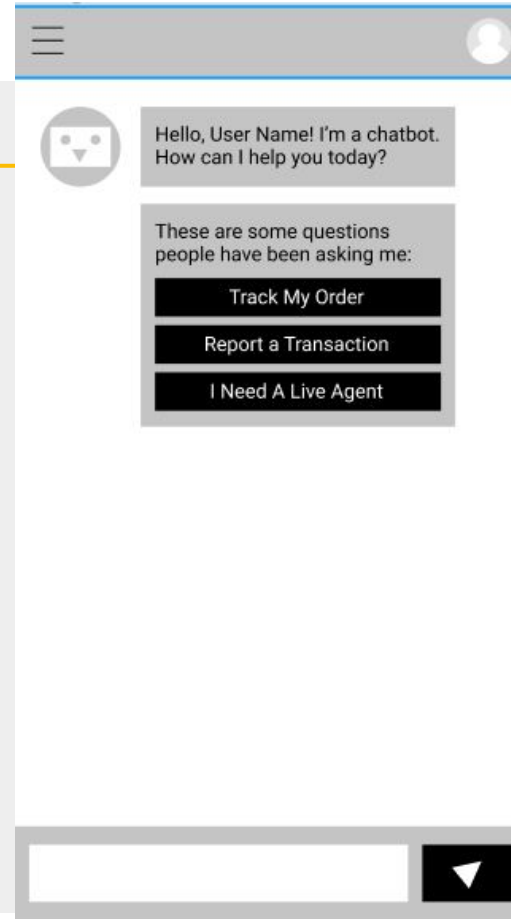 Hello, User Name! I'm a chatbot.
How can I help you today?
These are some questions
people have been asking me:
Track My Order
Report a Transaction
I Need A Live Agent